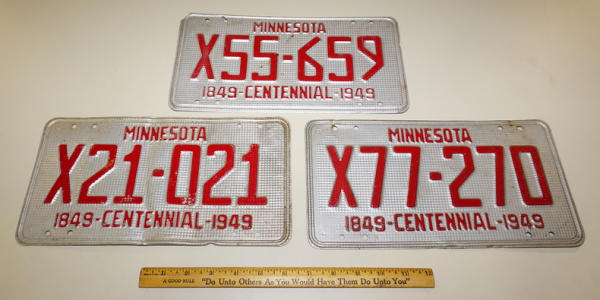 MINNESOTA
X55-659
1849-CENTENNIAL-1949
MINNESOTA
X21-021
1849-CENTENNIAL-1949
MINNESOTA
X77-270
1849-CENTENNIAL-1949
A GOOD RULE "Do Unto Others As You Would Have Them Do Unto You"